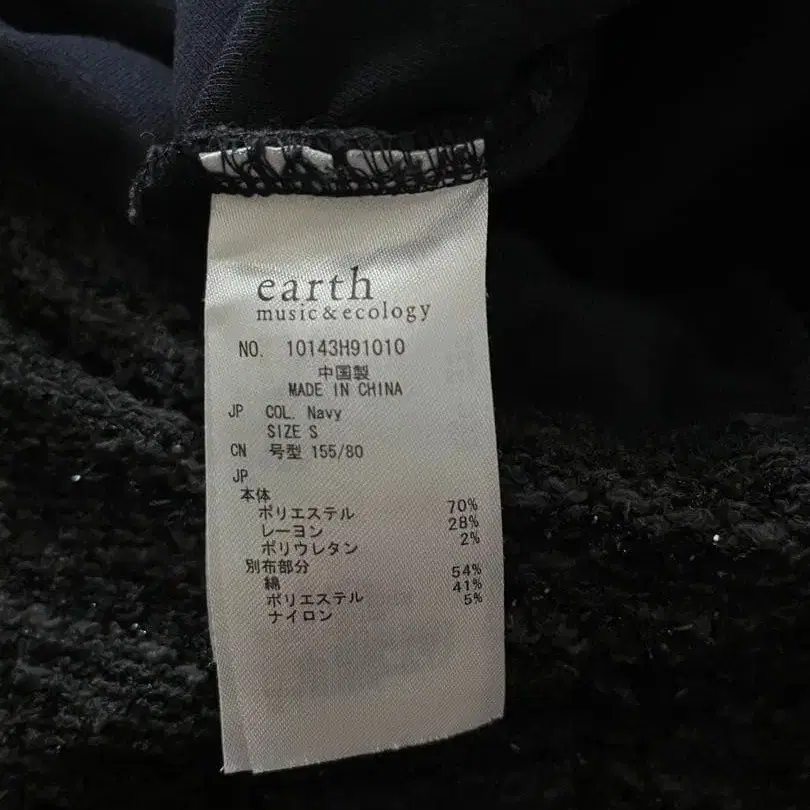 earth
music&ecology
NO. 10143H91010
中国製
MADE IN CHINA
JP COL. Navy
SIZE S
CN 号型 155/80
JP
本体
ポリエステル 70%
レーヨン 28%
ポリウレタン 2%
別布部分
綿 54%
ポリエステル 41%
ナイロン 5%